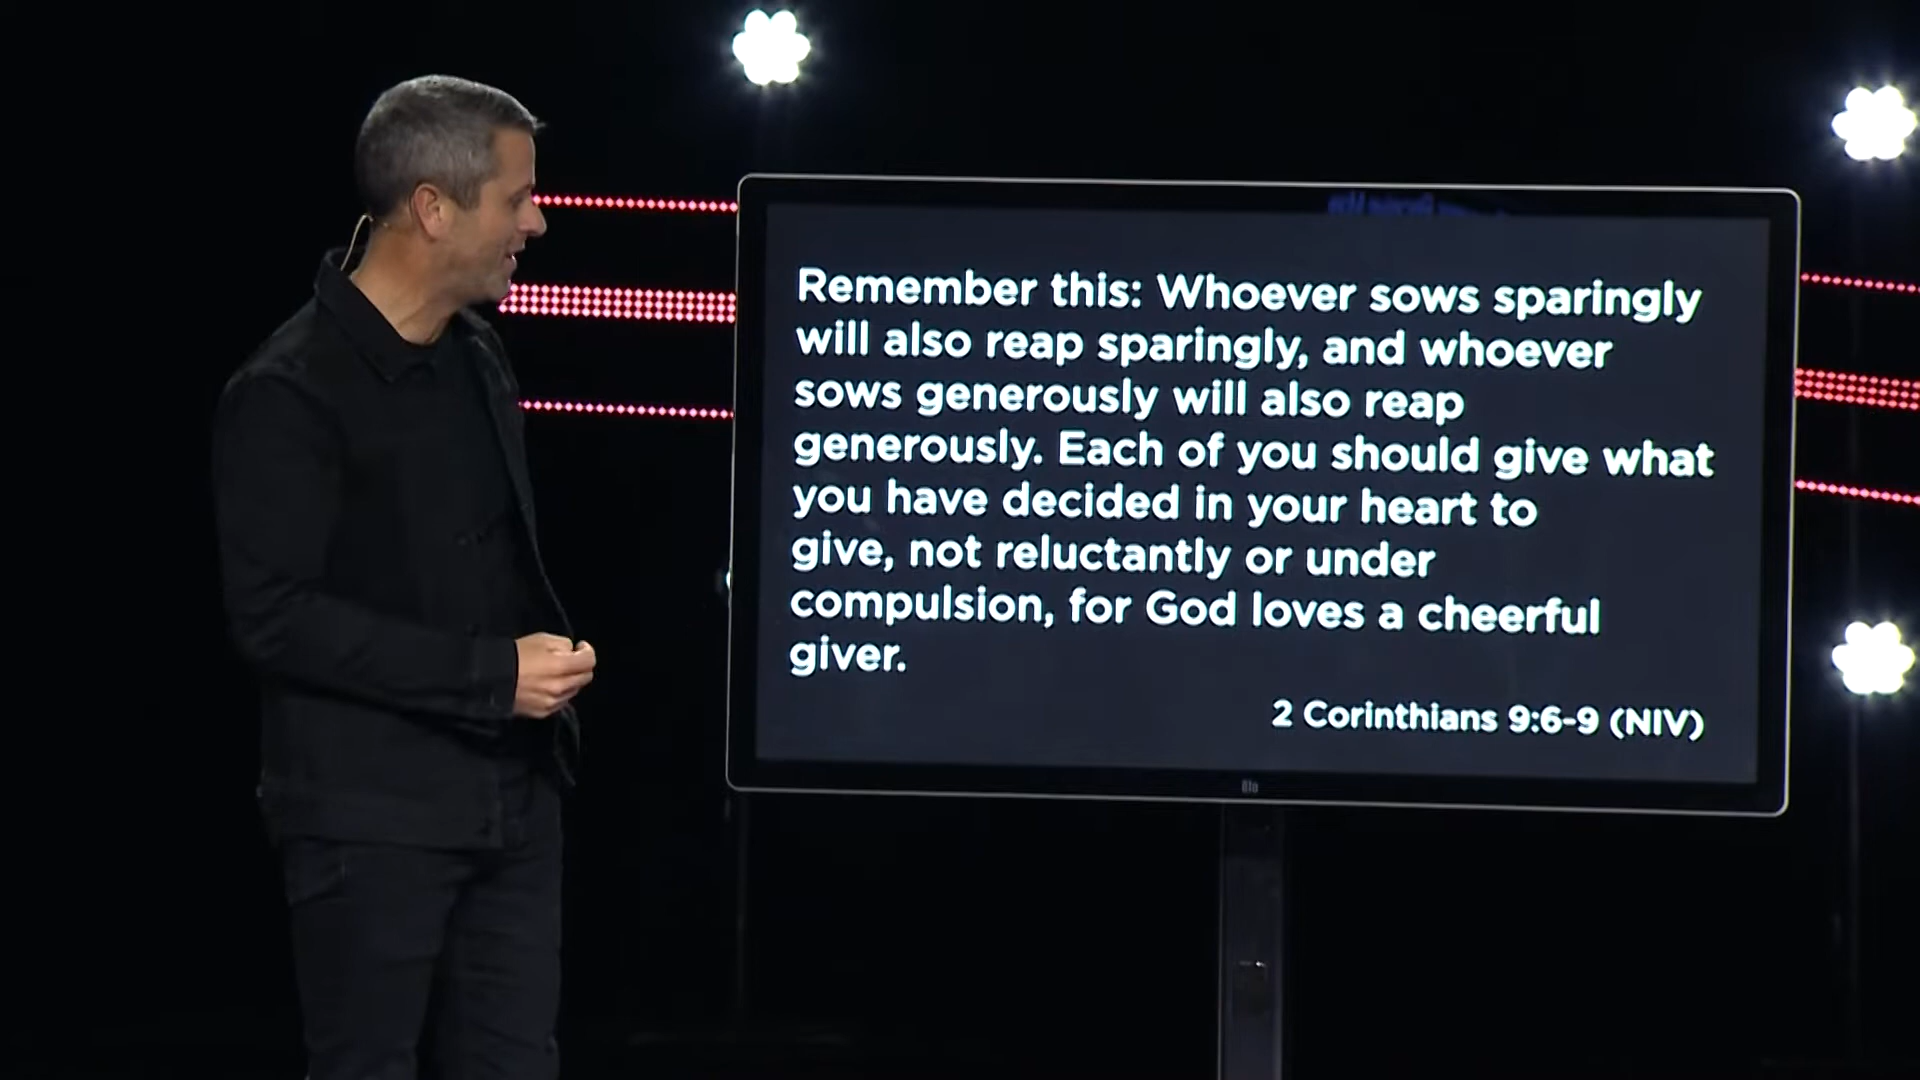 Remember this: Whoever sows sparingly
will also reap sparingly, and whoever
sows generously will also reap
generously. Each of you should give what
you have decided in your heart to
give, not reluctantly or under
compulsion, for God loves a cheerful
giver.
2 Corinthians 9:6-9 (NIV)
elo